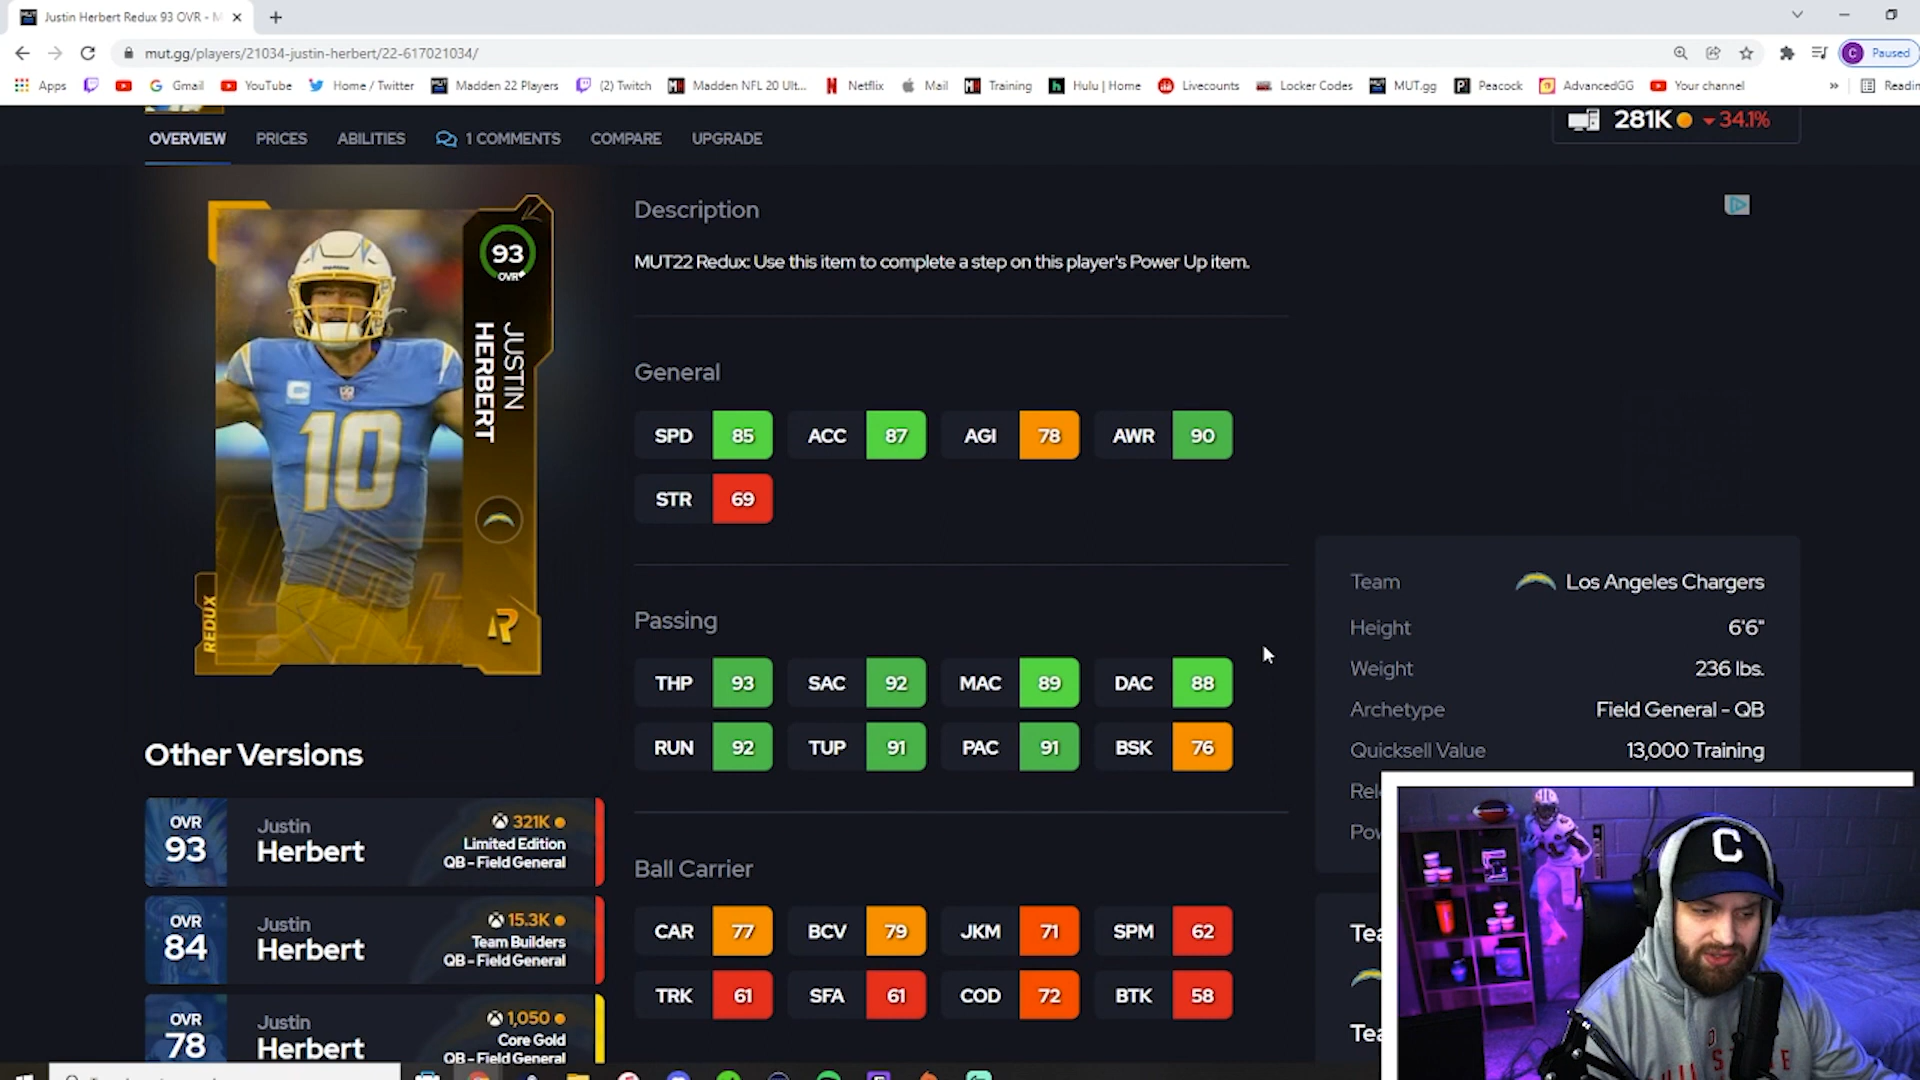 Justin Herbert Redux 93 OVR - M
mut.gg/players/21034-justin-herbert/22-617021034/
C Paused
Apps Gmail YouTube Home / Twitter Madden 22 Players (2) Twitch Madden NFL 20 Ult... Netflix Mail Training Hulu | Home Livecounts Locker Codes MUT.gg Peacock AdvancedGG Your channel » Readin
OVERVIEW PRICES ABILITIES 1 COMMENTS COMPARE UPGRADE
281K 34.1%
93
OVR
JUSTIN
HERBERT
10
REDUX
Description
MUT22 Redux: Use this item to complete a step on this player's Power Up item.
General
SPD 85 ACC 87 AGI 78 AWR 90
STR 69
Passing
THP 93 SAC 92 MAC 89 DAC 88
RUN 92 TUP 91 PAC 91 BSK 76
Ball Carrier
CAR 77 BCV 79 JKM 71 SPM 62
TRK 61 SFA 61 COD 72 BTK 58
Other Versions
OVR
93
Justin
Herbert
321K
Limited Edition
QB - Field General
OVR
84
Justin
Herbert
15.3K
Team Builders
QB - Field General
OVR
78
Justin
Herbert
1,050
Core Gold
QB - Field General
Team Los Angeles Chargers
Height 6'6"
Weight 236 lbs.
Archetype Field General - QB
Quicksell Value 13,000 Training
Rel
Pow
Tea
Tea
C